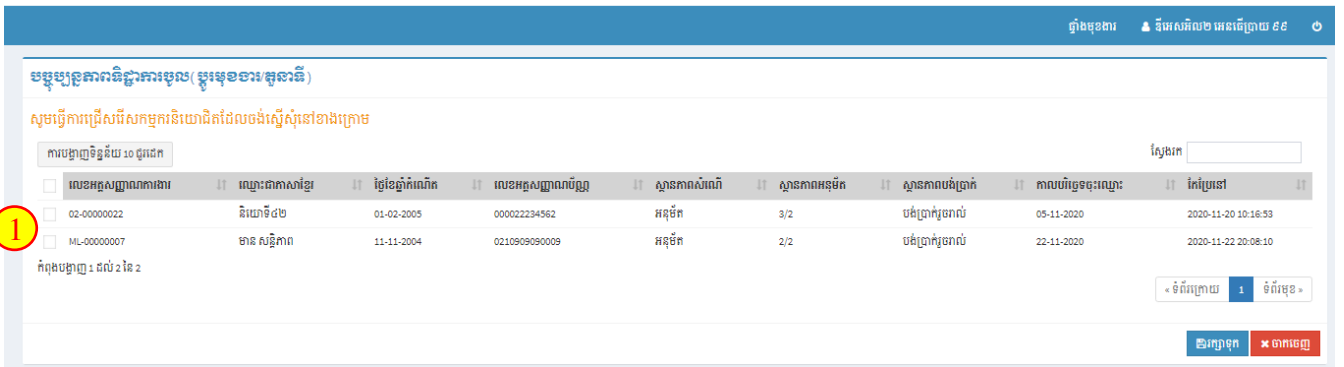 ផ្ទាំងមុខងារ ឌីអេសអិល២ អេនធើប្រាយ ៩៩
បច្ចុប្បន្នភាពទិដ្ឋាការចូល(ប្តូរមុខងារ/តួនាទី)
សូមធ្វើការជ្រើសរើសកម្មករនិយោជិតដែលចង់ស្នើសុំនៅខាងក្រោម
ការបង្ហាញទិន្នន័យ 10 ជួរដេក ស្វែងរក
លេខអត្តសញ្ញាណការងារ ឈ្មោះជាភាសាខ្មែរ ថ្ងៃខែឆ្នាំកំណើត លេខអត្តសញ្ញាណប័ណ្ណ ស្ថានភាពសំណើ ស្ថានភាពអនុម័ត ស្ថានភាពបង់ប្រាក់ កាលបរិច្ឆេទចុះឈ្មោះ កែប្រែនៅ
02-00000022 និយោទី៤២ 01-02-2005 000022234562 អនុម័ត 3/2 បង់ប្រាក់រួចរាល់ 05-11-2020 2020-11-20 10:16:53
1
ML-00000007 មាន សន្តិភាព 11-11-2004 0210909090009 អនុម័ត 2/2 បង់ប្រាក់រួចរាល់ 22-11-2020 2020-11-22 20:08:10
កំពុងបង្ហាញ 1 ដល់ 2 នៃ 2
« ទំព័រក្រោយ 1 ទំព័រមុខ »
រក្សាទុក ចាកចេញ